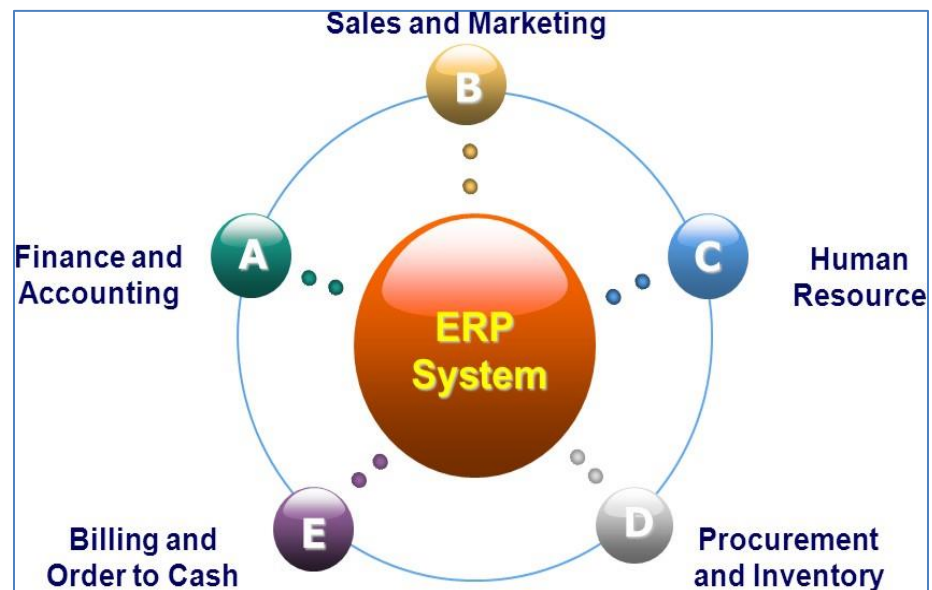 Sales and Marketing
B
A
C
Finance and
Accounting
Human
Resource
ERP
System
E
D
Billing and
Order to Cash
Procurement
and Inventory